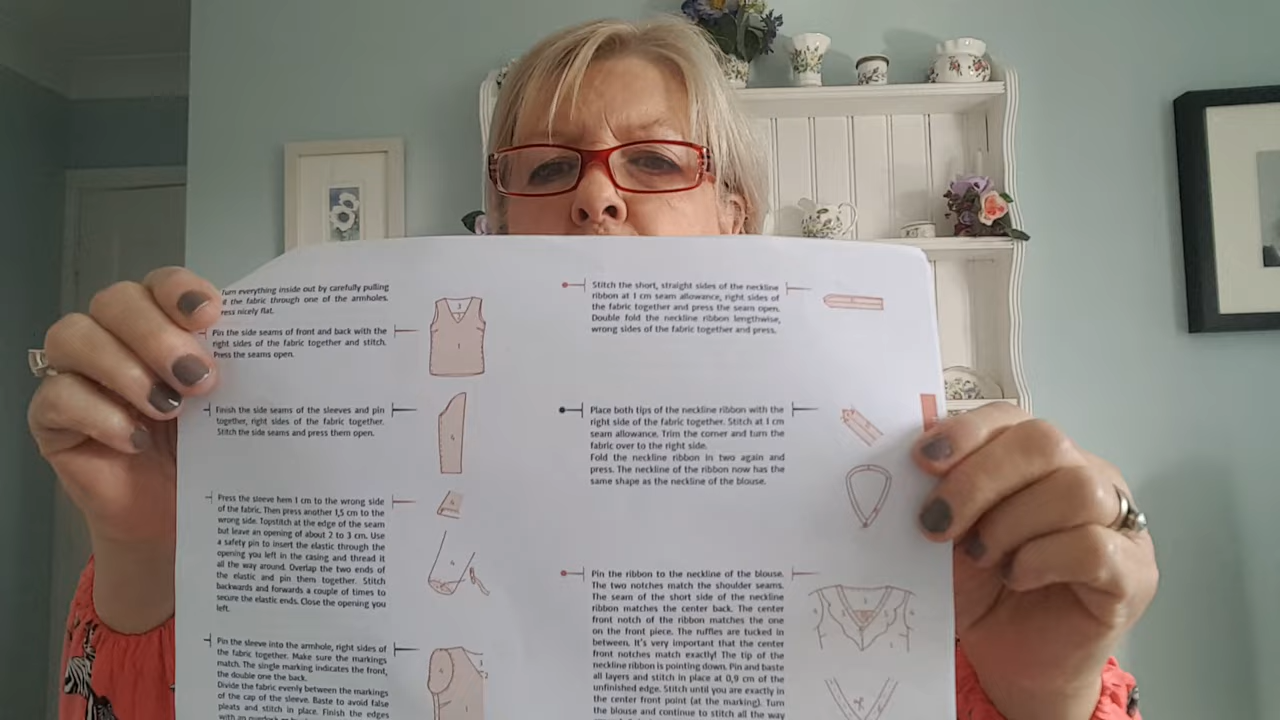 Turn everything inside out by carefully pulling
the fabric through one of the armholes.
ress nicely flat.
Pin the side seams of front and back with the
right sides of the fabric together and stitch.
Press the seams open.
Finish the side seams of the sleeves and pin
together, right sides of the fabric together.
Stitch the side seams and press them open.
Press the sleeve hem 1 cm to the wrong side
of the fabric. Then press another 1,5 cm to the
wrong side. Topstitch at the edge of the seam
but leave an opening of about 2 to 3 cm. Use
a safety pin to insert the elastic through the
opening you left in the casing and thread it
all the way around. Overlap the two ends of
the elastic and pin them together. Stitch
backwards and forwards a couple of times to
secure the elastic ends. Close the opening you
left.
Pin the sleeve into the armhole, right sides of
the fabric together. Make sure the markings
match. The single marking indicates the front,
the double one the back.
Divide the fabric evenly between the markings
of the cap of the sleeve. Baste to avoid false
pleats and stitch in place. Finish the edges
with an overlock
Stitch the short, straight sides of the neckline
ribbon at 1 cm seam allowance, right sides of
the fabric together and press the seam open.
Double fold the neckline ribbon lengthwise,
wrong sides of the fabric together and press.
Place both tips of the neckline ribbon with the
right side of the fabric together. Stitch at 1 cm
seam allowance. Trim the corner and turn the
fabric over to the right side.
Fold the neckline ribbon in two again and
press. The neckline of the ribbon now has the
same shape as the neckline of the blouse.
Pin the ribbon to the neckline of the blouse.
The two notches match the shoulder seams.
The seam of the short side of the neckline
ribbon matches the center back. The center
front notch of the ribbon matches the one
on the front piece. The ruffles are tucked in
between. It's very important that the center
front notches match exactly! The tip of the
neckline ribbon is pointing down. Pin and baste
all layers and stitch in place at 0,9 cm of the
unfinished edge. Stitch until you are exactly in
the center front point (at the marking). Turn
the blouse and continue to stitch all the way